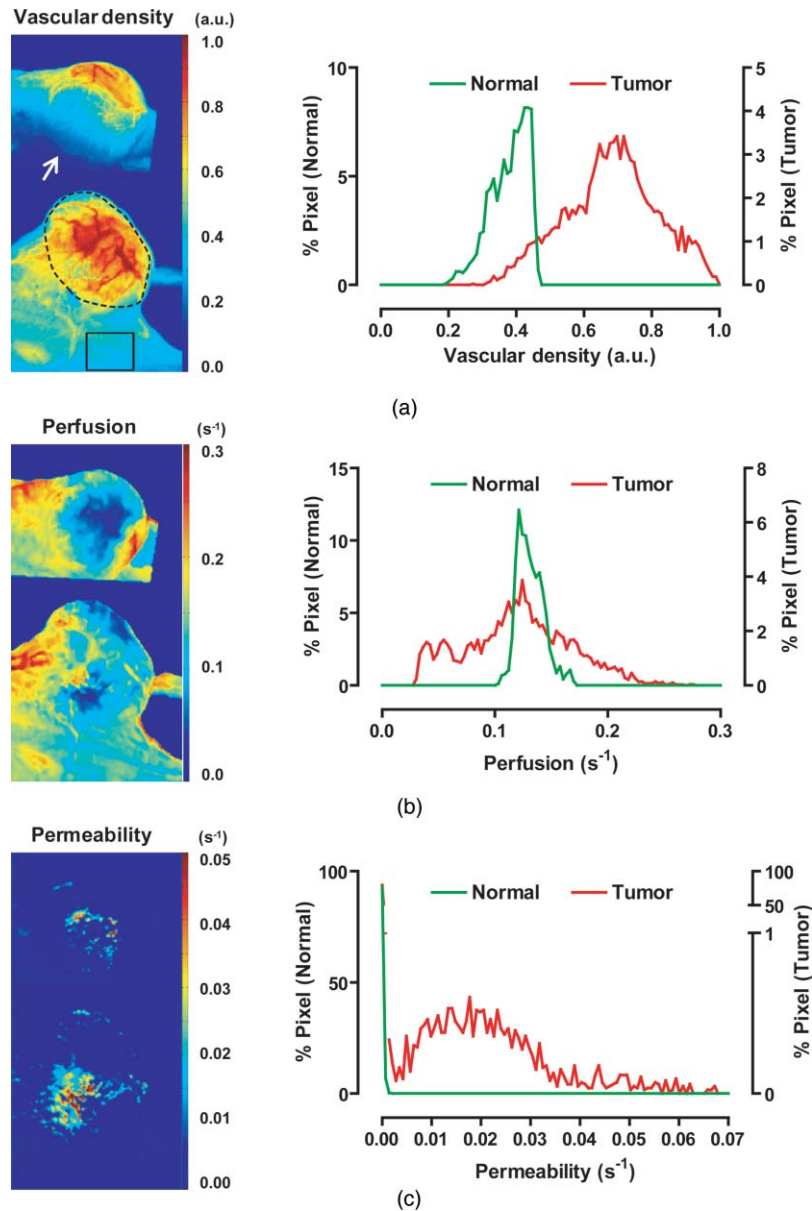 Vascular density (a.u.)
1.0
0.8
0.6
0.4
0.2
0.0
10
5
0
% Pixel (Normal)
Normal
Tumor
5
4
3
2
1
0
% Pixel (Tumor)
0.0 0.2 0.4 0.6 0.8 1.0
Vascular density (a.u.)
(a)
Perfusion (s-1)
0.3
0.2
0.1
0.0
15
10
5
0
% Pixel (Normal)
Normal
Tumor
8
6
4
2
0
% Pixel (Tumor)
0.0 0.1 0.2 0.3
Perfusion (s-1)
(b)
Permeability (s-1)
0.05
0.04
0.03
0.02
0.01
0.00
100
50
0
% Pixel (Normal)
Normal
Tumor
100
50
1
0
% Pixel (Tumor)
0.00 0.01 0.02 0.03 0.04 0.05 0.06 0.07
Permeability (s-1)
(c)